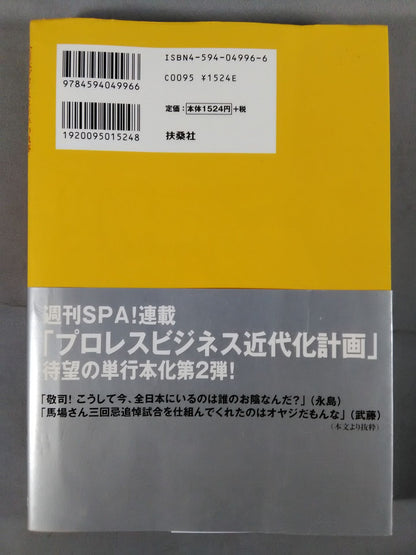 ISBN4-594-04996-6
C0095 ¥1524E
9784594049966
定価：本体1524円＋税
1920095015248
扶桑社
週刊SPA!連載
「プロレスビジネス近代化計画」
待望の単行本化第2弾！
「敬司！こうして今、全日本にいるのは誰のお陰なんだ？」（永島）
「馬場さん三回忌追悼試合を仕組んでくれたのはオヤジだもんな」（武藤）
（本文より抜粋）